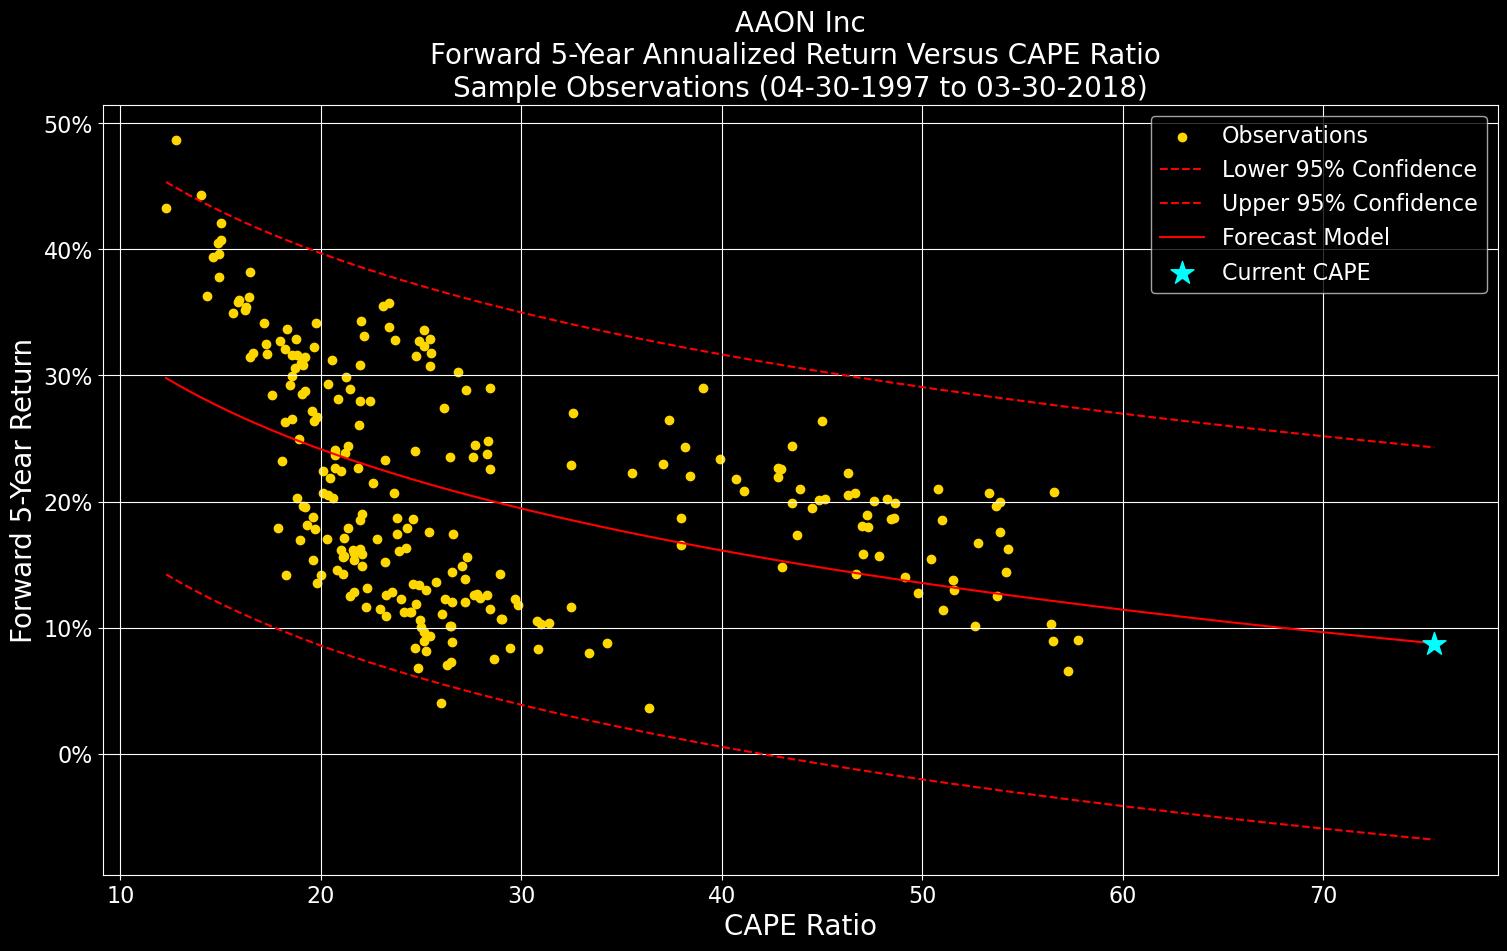 AAON Inc
Forward 5-Year Annualized Return Versus CAPE Ratio
Sample Observations (04-30-1997 to 03-30-2018)
Observations
Lower 95% Confidence
Upper 95% Confidence
Forecast Model
Current CAPE
50%
40%
30%
20%
10%
0%
Forward 5-Year Return
10 20 30 40 50 60 70
CAPE Ratio